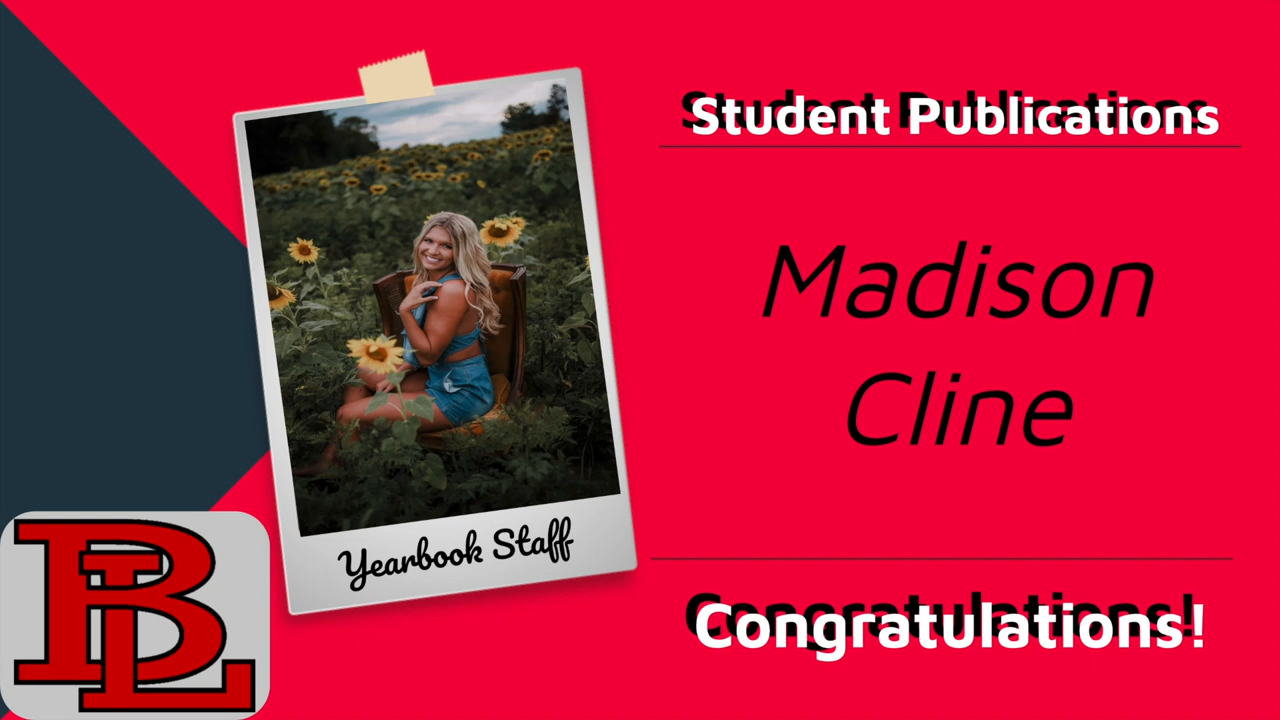 Student Publications
Madison
Cline
Yearbook Staff
Congratulations!
BL